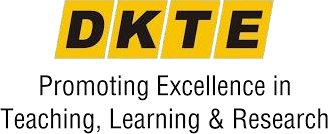 DKTE
Promoting Excellence in
Teaching, Learning & Research